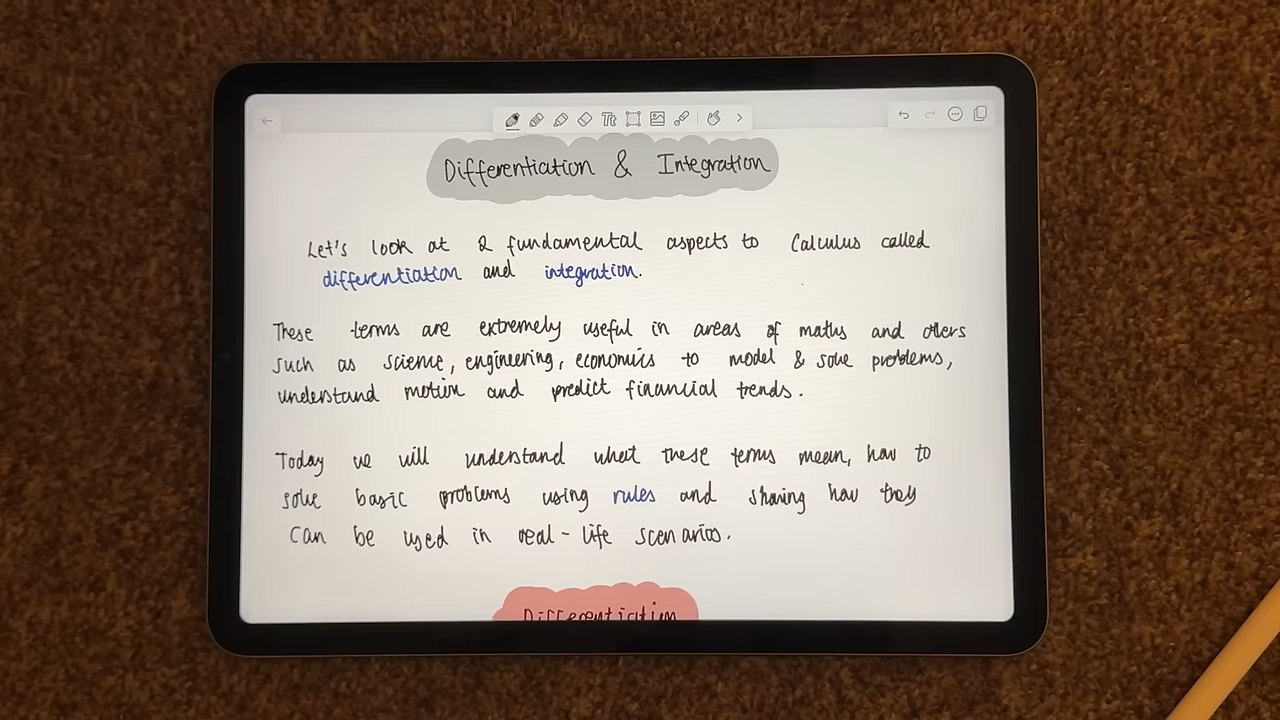 Differentiation & Integration
Let's look at 2 fundamental aspects to Calculus called
differentiation and integration.
These terms are extremely useful in areas of maths and others
such as science, engineering, economics to model & solve problems,
understand motion and predict financial trends.
Today we will understand what these terms mean, how to
solve basic problems using rules and sharing how they
can be used in real-life scenarios.
Differentiation